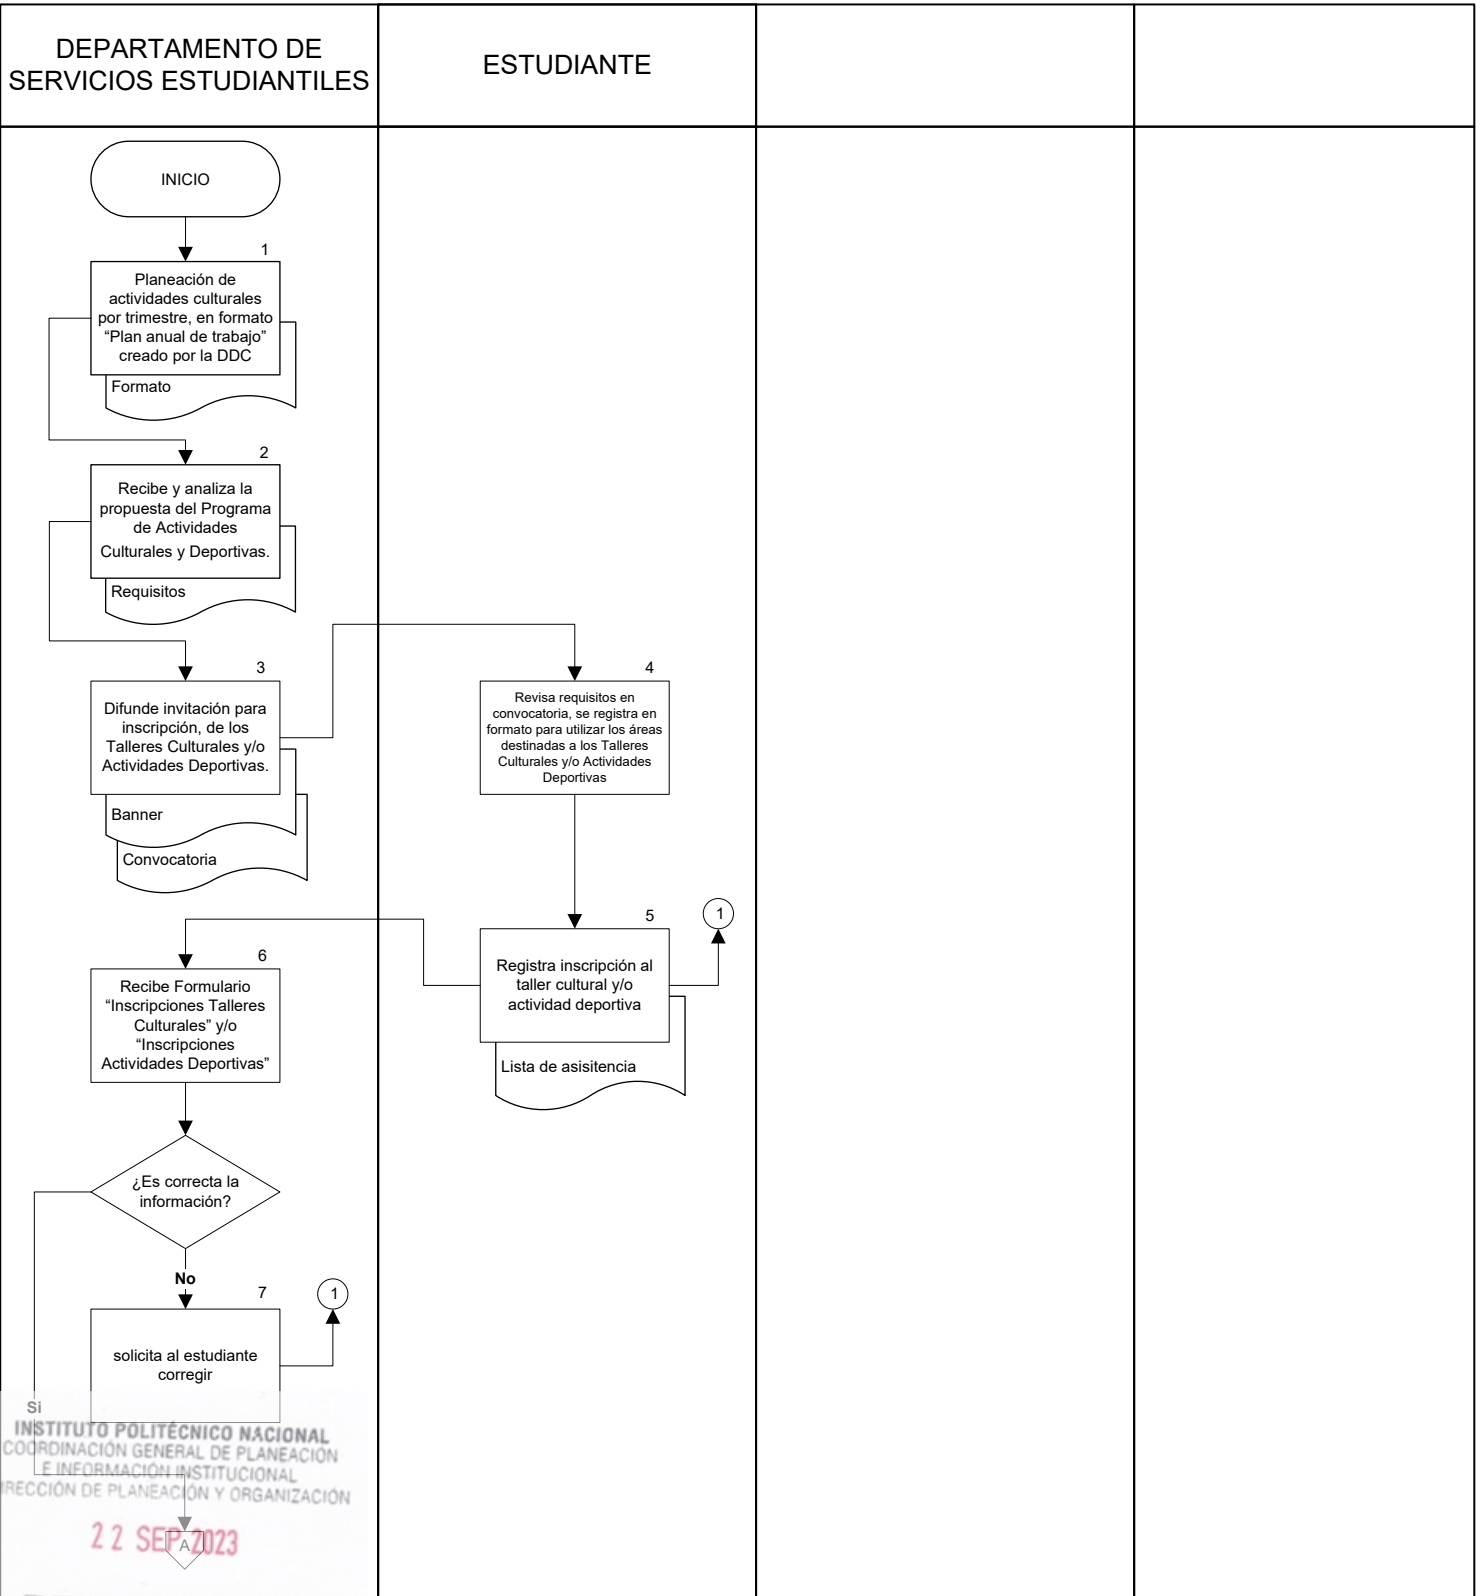 DEPARTAMENTO DE
SERVICIOS ESTUDIANTILES
ESTUDIANTE
INICIO
1
Planeación de
actividades culturales
por trimestre, en formato
“Plan anual de trabajo”
creado por la DDC
Formato
2
Recibe y analiza la
propuesta del Programa
de Actividades
Culturales y Deportivas.
Requisitos
3
Difunde invitación para
inscripción, de los
Talleres Culturales y/o
Actividades Deportivas.
Banner
Convocatoria
4
Revisa requisitos en
convocatoria, se registra en
formato para utilizar los áreas
destinadas a los Talleres
Culturales y/o Actividades
Deportivas
5
1
Registra inscripción al
taller cultural y/o
actividad deportiva
Lista de asisitencia
6
Recibe Formulario
“Inscripciones Talleres
Culturales” y/o
“Inscripciones
Actividades Deportivas”
¿Es correcta la
información?
No
7
1
solicita al estudiante
corregir
Si
INSTITUTO POLITÉCNICO NACIONAL
COORDINACIÓN GENERAL DE PLANEACIÓN
E INFORMACIÓN INSTITUCIONAL
IRECCIÓN DE PLANEACIÓN Y ORGANIZACIÓN
22 SEP 2023
A